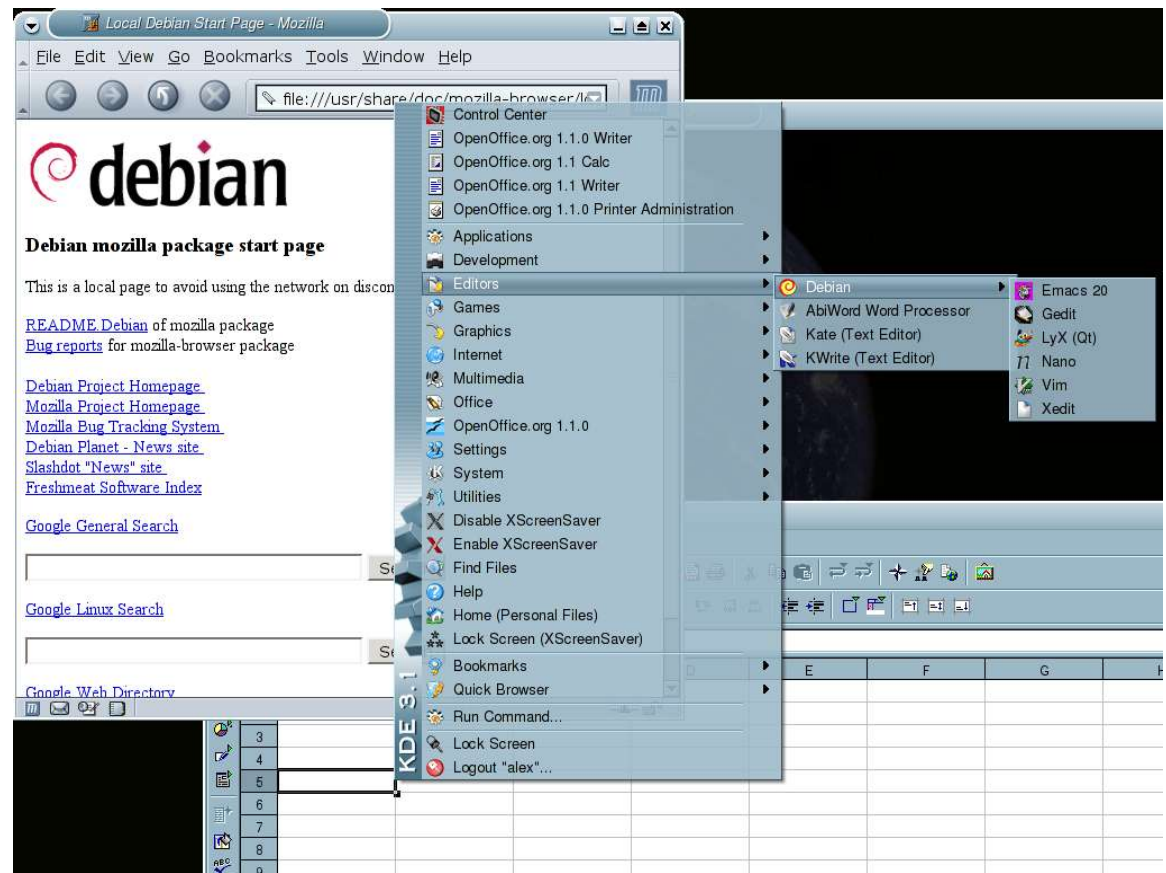 Local Debian Start Page - Mozilla
File Edit View Go Bookmarks Tools Window Help
file:///usr/share/doc/mozilla-browser/
debian
Debian mozilla package start page
This is a local page to avoid using the network on discon
README.Debian of mozilla package
Bug reports for mozilla-browser package
Debian Project Homepage
Mozilla Project Homepage
Mozilla Bug Tracking System
Debian Planet - News site
Slashdot "News" site
Freshmeat Software Index
Google General Search
Se
Google Linux Search
Se
Google Web Directory
Control Center
OpenOffice.org 1.1.0 Writer
OpenOffice.org 1.1 Calc
OpenOffice.org 1.1 Writer
OpenOffice.org 1.1.0 Printer Administration
Applications
Development
Editors
Games
Graphics
Internet
Multimedia
Office
OpenOffice.org 1.1.0
Settings
System
Utilities
Disable XScreenSaver
Enable XScreenSaver
Find Files
Help
Home (Personal Files)
Lock Screen (XScreenSaver)
Bookmarks
Quick Browser
Run Command...
Lock Screen
Logout "alex"...
KDE 3.1
Debian
AbiWord Word Processor
Kate (Text Editor)
KWrite (Text Editor)
Emacs 20
Gedit
LyX (Qt)
Nano
Vim
Xedit
D E F G H
3
4
5
6
7
8
9
ABC